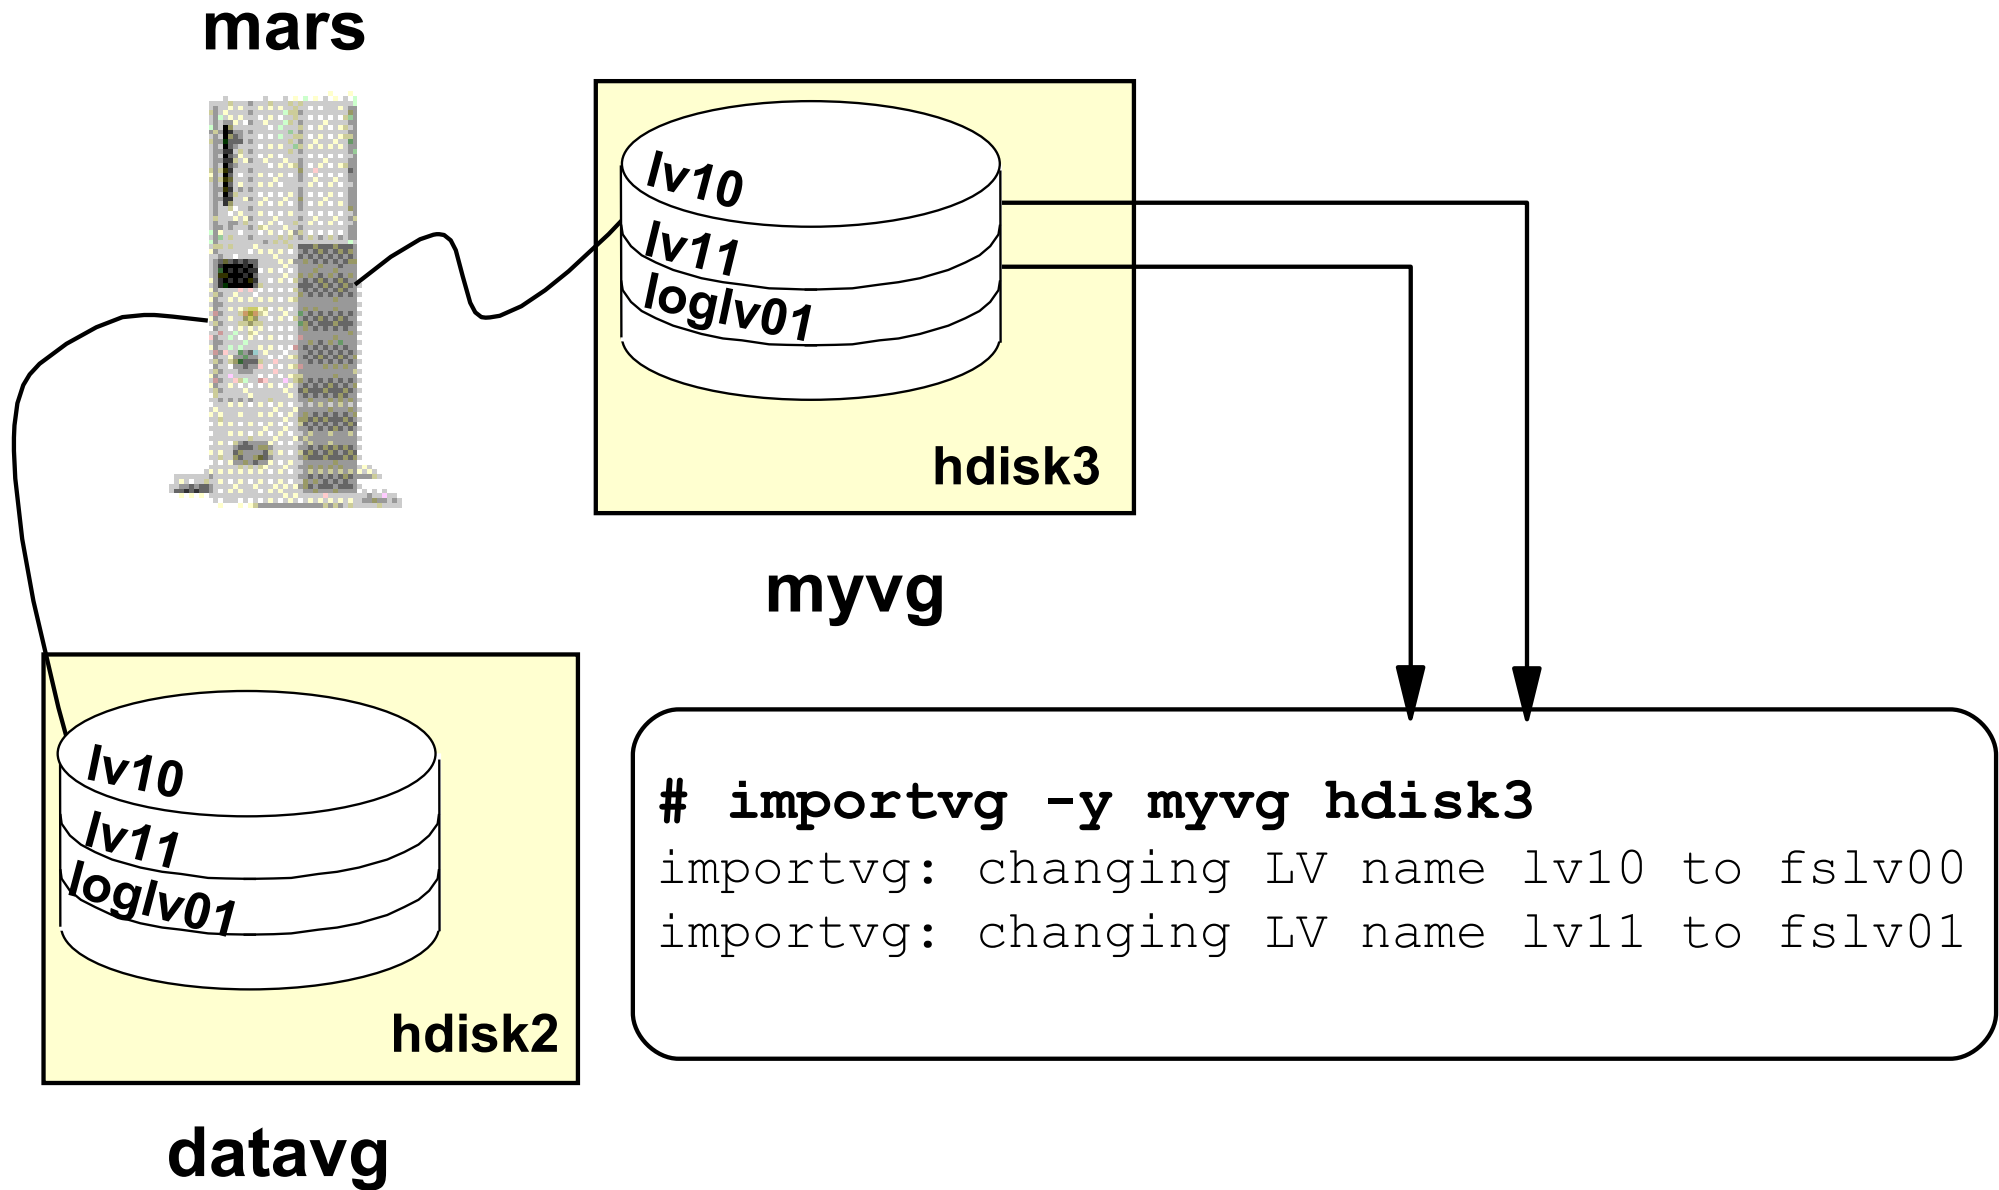 mars
lv10
lv11
loglv01
hdisk3
myvg
lv10
lv11
loglv01
hdisk2
datavg
# importvg -y myvg hdisk3
importvg: changing LV name lv10 to fslv00
importvg: changing LV name lv11 to fslv01